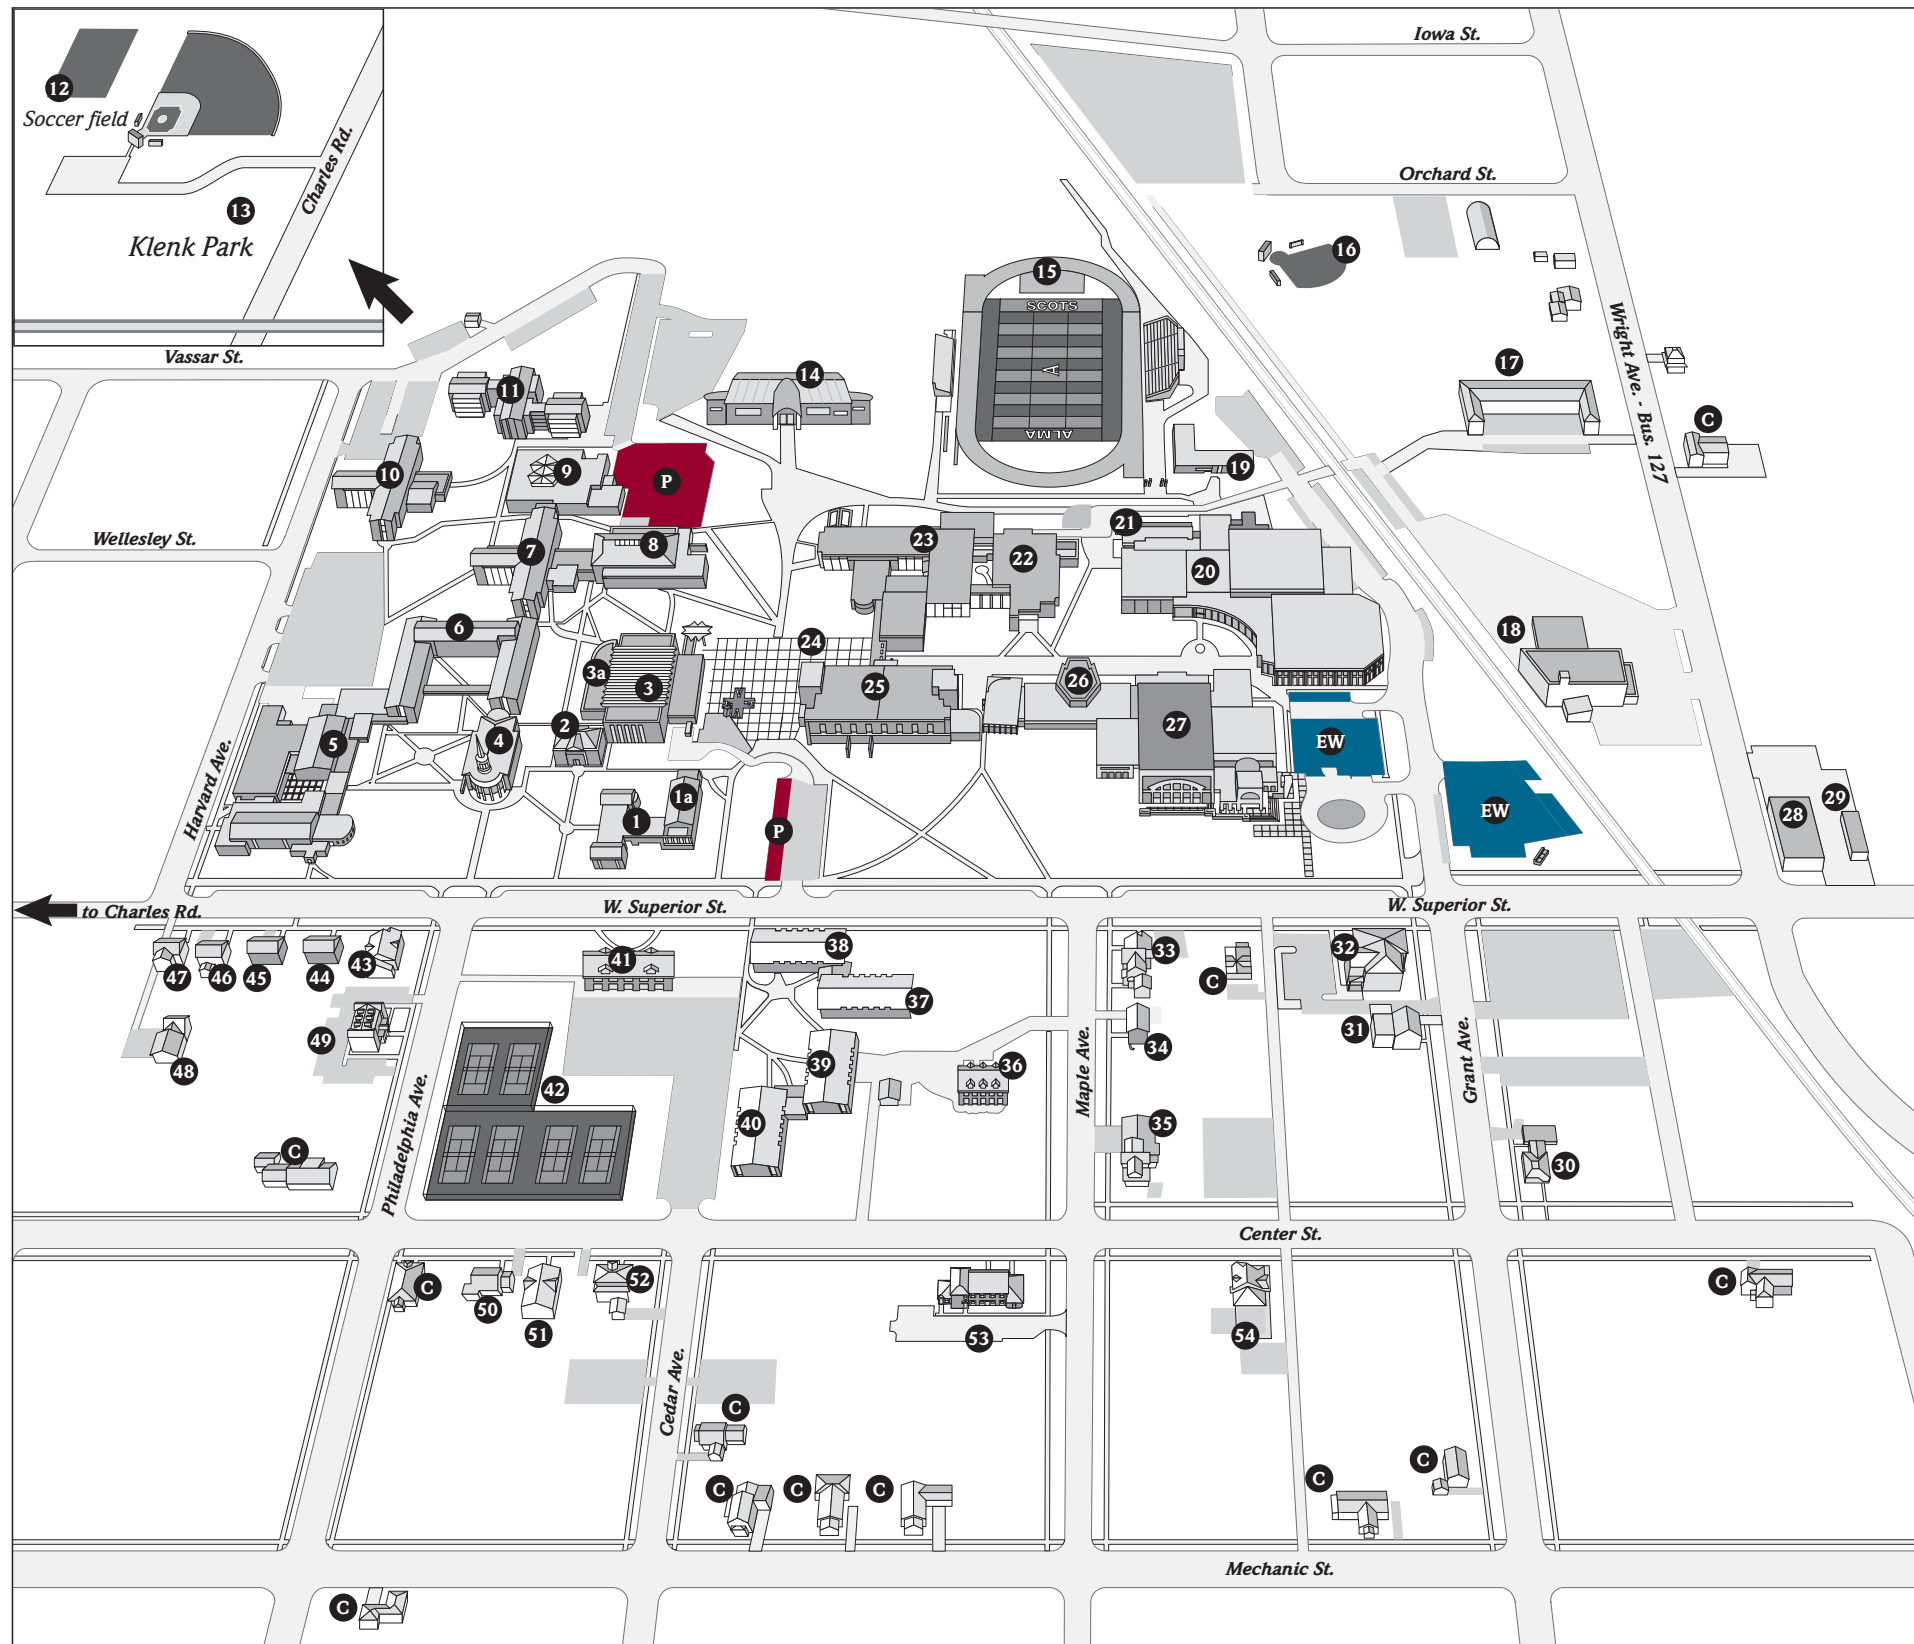 Iowa St.
12
Soccer field
Charles Rd.
13
Klenk Park
Orchard St.
16
15
SCOTS
A
ALMA
Wright Ave. - Bus. 127
Vassar St.
14
17
11
C
10
9
P
19
Wellesley St.
7
8
23
22
21
20
6
18
3a
3
24
25
26
2
4
5
27
EW
Harvard Ave.
1a
1
P
EW
28
29
to Charles Rd.
W. Superior St.
W. Superior St.
47
46
45
44
43
41
38
33
C
32
37
49
48
39
36
34
31
42
Philadelphia Ave.
Maple Ave.
Grant Ave.
40
35
C
30
Center St.
C
50
51
52
53
54
C
Cedar Ave.
C
C
C
C
C
C
Mechanic St.
C